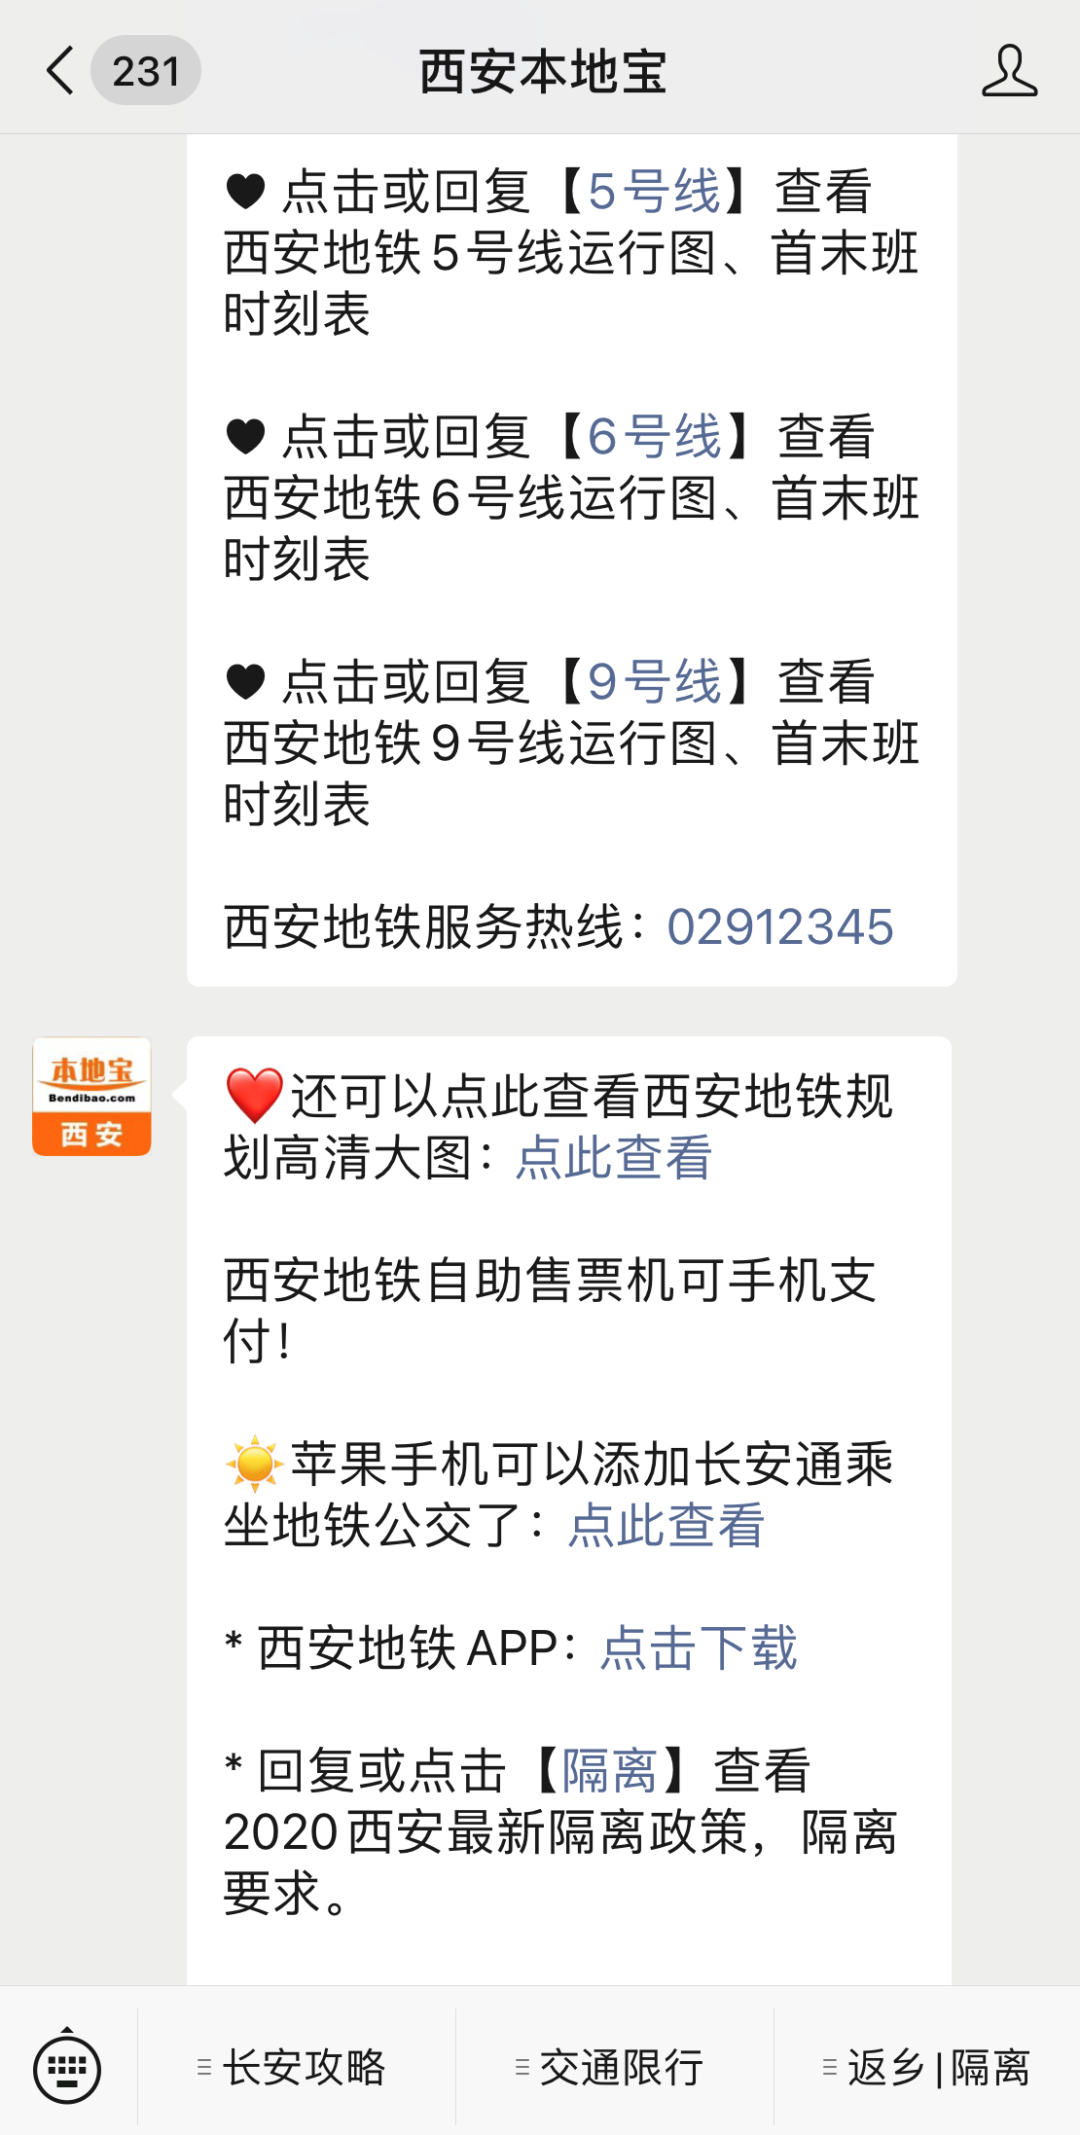 231
西安本地宝
♥ 点击或回复【5号线】查看
西安地铁5号线运行图、首末班
时刻表
♥ 点击或回复【6号线】查看
西安地铁6号线运行图、首末班
时刻表
♥ 点击或回复【9号线】查看
西安地铁9号线运行图、首末班
时刻表
西安地铁服务热线：02912345
本地宝
Bendibao.com
西安
❤️还可以点此查看西安地铁规
划高清大图：点此查看
西安地铁自助售票机可手机支
付！
☀️苹果手机可以添加长安通乘
坐地铁公交了：点此查看
* 西安地铁APP：点击下载
* 回复或点击【隔离】查看
2020西安最新隔离政策，隔离
要求。
长安攻略
交通限行
返乡|隔离